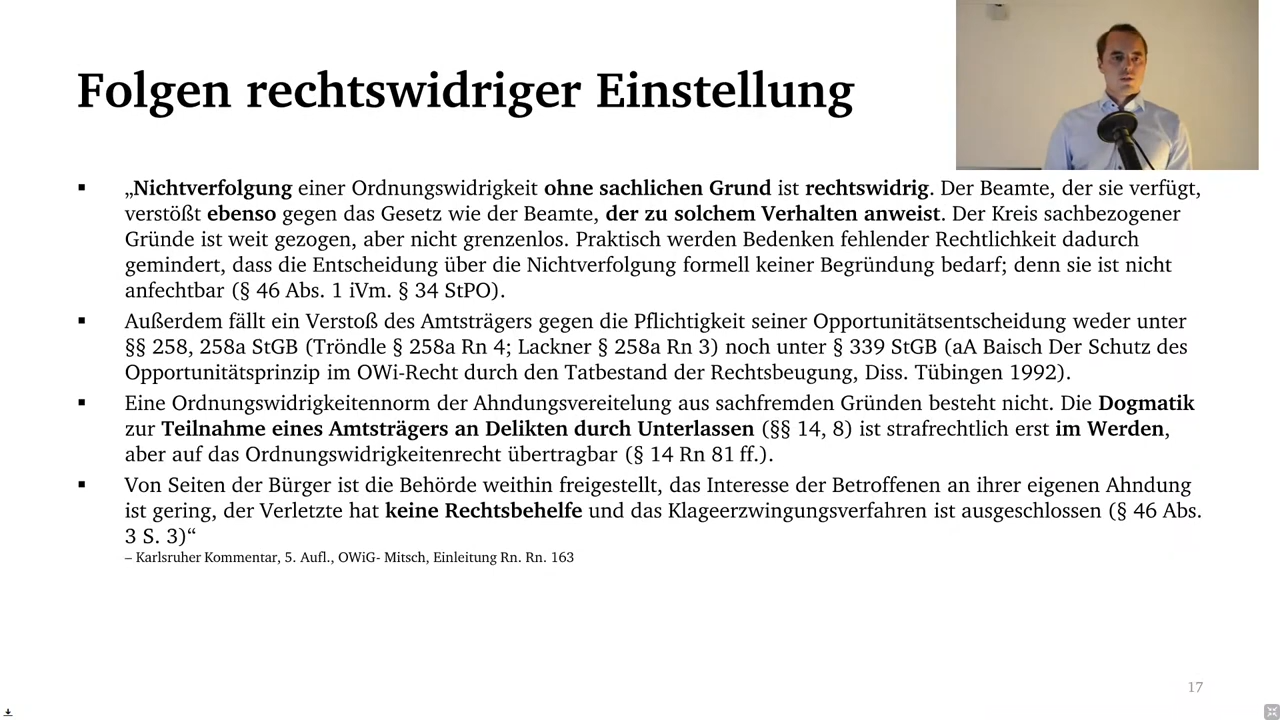 Folgen rechtswidriger Einstellung
▪ „Nichtverfolgung einer Ordnungswidrigkeit ohne sachlichen Grund ist rechtswidrig. Der Beamte, der sie verfügt,
verstößt ebenso gegen das Gesetz wie der Beamte, der zu solchem Verhalten anweist. Der Kreis sachbezogener
Gründe ist weit gezogen, aber nicht grenzenlos. Praktisch werden Bedenken fehlender Rechtlichkeit dadurch
gemindert, dass die Entscheidung über die Nichtverfolgung formell keiner Begründung bedarf; denn sie ist nicht
anfechtbar (§ 46 Abs. 1 iVm. § 34 StPO).
▪ Außerdem fällt ein Verstoß des Amtsträgers gegen die Pflichtigkeit seiner Opportunitätsentscheidung weder unter
§§ 258, 258a StGB (Tröndle § 258a Rn 4; Lackner § 258a Rn 3) noch unter § 339 StGB (aA Baisch Der Schutz des
Opportunitätsprinzip im OWi-Recht durch den Tatbestand der Rechtsbeugung, Diss. Tübingen 1992).
▪ Eine Ordnungswidrigkeitennorm der Ahndungsvereitelung aus sachfremden Gründen besteht nicht. Die Dogmatik
zur Teilnahme eines Amtsträgers an Delikten durch Unterlassen (§§ 14, 8) ist strafrechtlich erst im Werden,
aber auf das Ordnungswidrigkeitenrecht übertragbar (§ 14 Rn 81 ff.).
▪ Von Seiten der Bürger ist die Behörde weithin freigestellt, das Interesse der Betroffenen an ihrer eigenen Ahndung
ist gering, der Verletzte hat keine Rechtsbehelfe und das Klageerzwingungsverfahren ist ausgeschlossen (§ 46 Abs.
3 S. 3)“
– Karlsruher Kommentar, 5. Aufl., OWiG- Mitsch, Einleitung Rn. Rn. 163
17